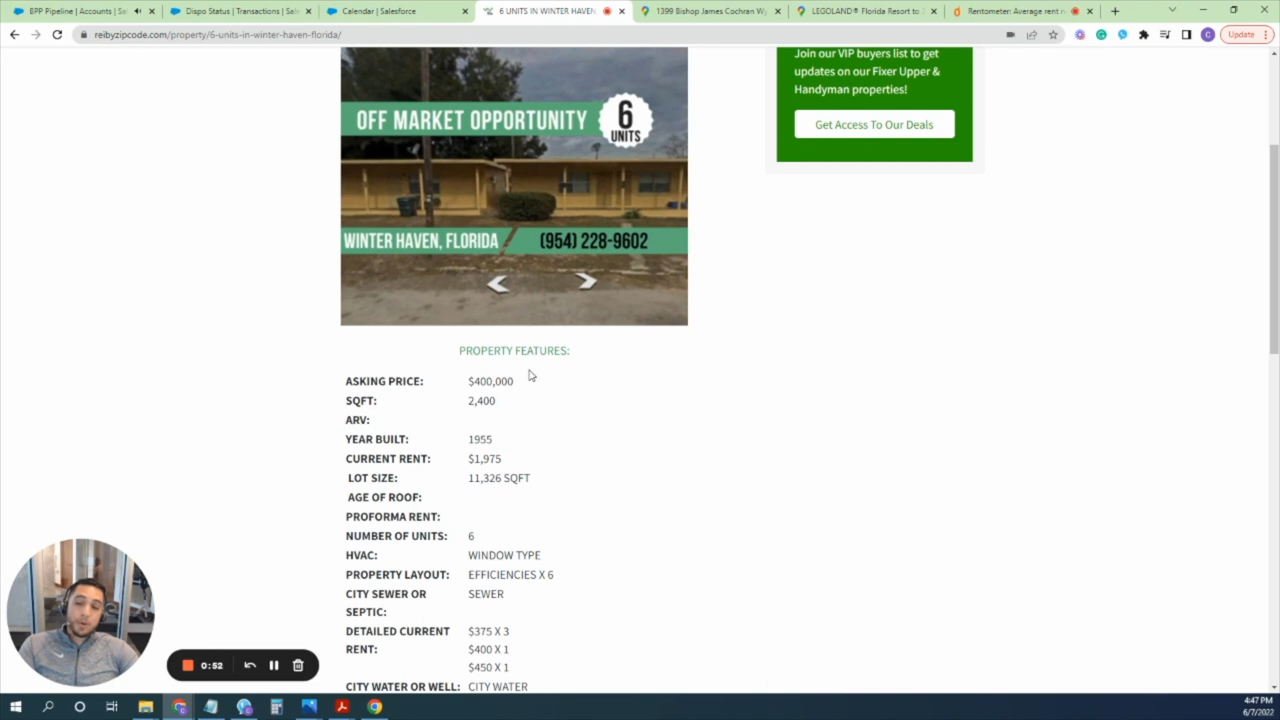 BPP Pipeline | Accounts | Sa
Dispo Status | Transactions | Sal
Calendar | Salesforce
6 UNITS IN WINTER HAVEN,
1399 Bishop James Cochran Wy
LEGOLAND® Florida Resort to
Rentometer: Average rent
reibyzipcode.com/property/6-units-in-winter-haven-florida/
C
Update
OFF MARKET OPPORTUNITY
6
UNITS
WINTER HAVEN, FLORIDA
(954) 228-9602
Join our VIP buyers list to get
updates on our Fixer Upper &
Handyman properties!
Get Access To Our Deals
PROPERTY FEATURES:
ASKING PRICE: $400,000
SQFT: 2,400
ARV:
YEAR BUILT: 1955
CURRENT RENT: $1,975
LOT SIZE: 11,326 SQFT
AGE OF ROOF:
PROFORMA RENT:
NUMBER OF UNITS: 6
HVAC: WINDOW TYPE
PROPERTY LAYOUT: EFFICIENCIES X 6
CITY SEWER OR SEWER
SEPTIC:
DETAILED CURRENT $375 X 3
RENT: $400 X 1
$450 X 1
CITY WATER OR WELL: CITY WATER
0:52
4:47 PM
6/7/2022